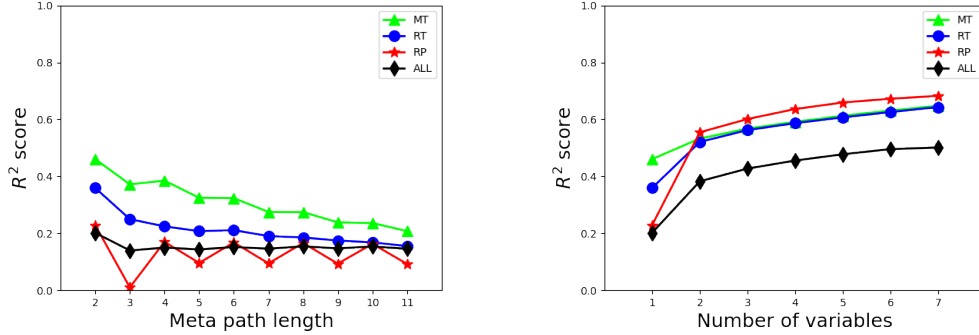 1.0
0.8
0.6
0.4
0.2
0.0
R² score
MT
RT
RP
ALL
2 3 4 5 6 7 8 9 10 11
Meta path length
1.0
0.8
0.6
0.4
0.2
0.0
R² score
MT
RT
RP
ALL
1 2 3 4 5 6 7
Number of variables